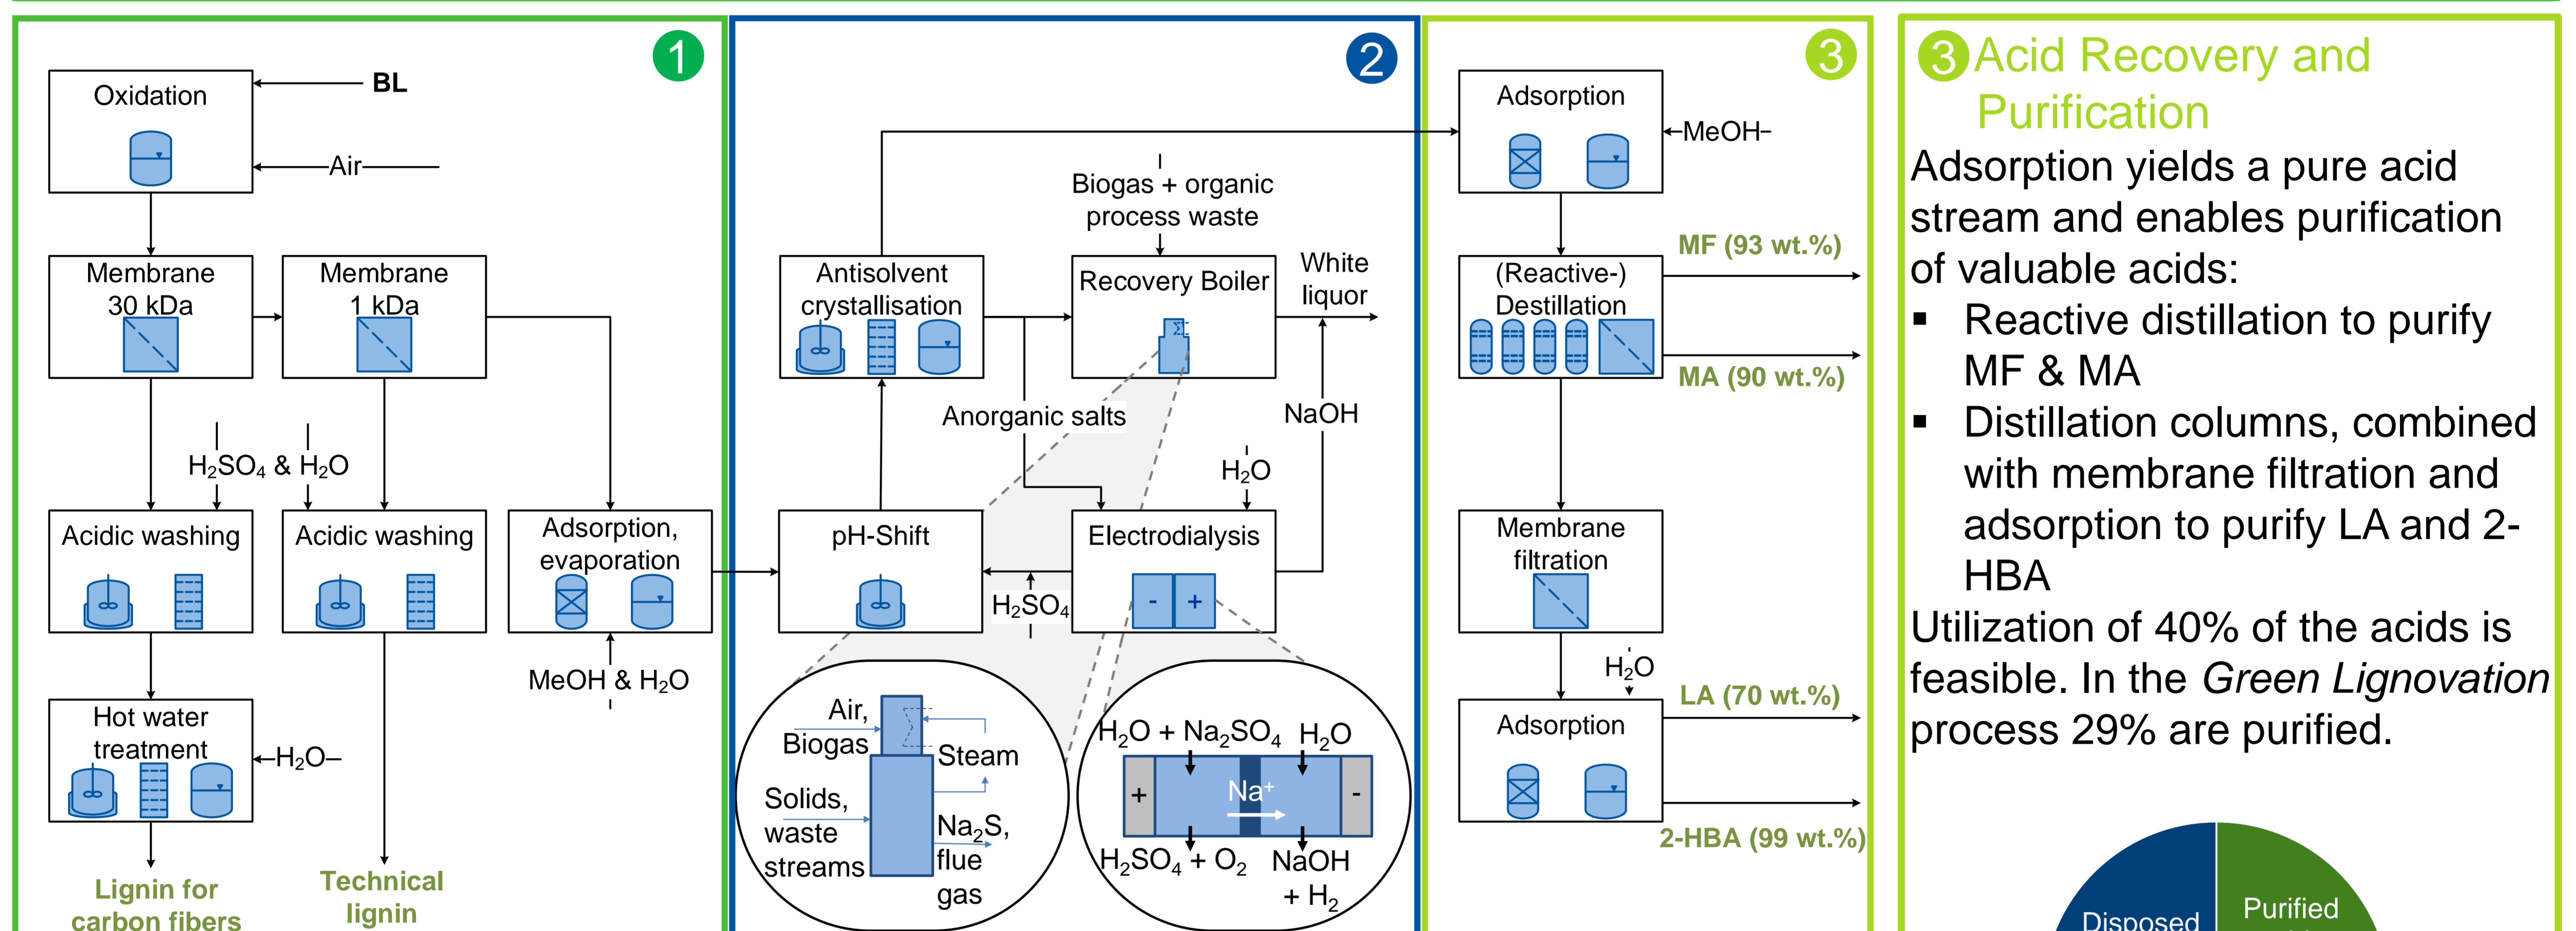 1
Oxidation
BL
Air
Membrane
30 kDa
Membrane
1 kDa
H₂SO₄ & H₂O
Acidic washing
Acidic washing
Adsorption,
evaporation
MeOH & H₂O
Hot water
treatment
H₂O
Lignin for
carbon fibers
Technical
lignin
2
Biogas + organic
process waste
Antisolvent
crystallisation
Recovery Boiler
White
liquor
Anorganic salts
NaOH
H₂O
pH-Shift
Electrodialysis
- +
H₂SO₄
Air,
Biogas
Steam
Solids,
waste
streams
Na₂S,
flue
gas
H₂O + Na₂SO₄ H₂O
+ Na⁺ -
H₂SO₄ + O₂
NaOH
+ H₂
3
Adsorption
MeOH
(Reactive-)
Destillation
MF (93 wt.%)
MA (90 wt.%)
Membrane
filtration
H₂O
Adsorption
LA (70 wt.%)
2-HBA (99 wt.%)
3 Acid Recovery and
Purification
Adsorption yields a pure acid
stream and enables purification
of valuable acids:
▪ Reactive distillation to purify
MF & MA
▪ Distillation columns, combined
with membrane filtration and
adsorption to purify LA and 2-
HBA
Utilization of 40% of the acids is
feasible. In the Green Lignovation
process 29% are purified.
Disposed
Purified